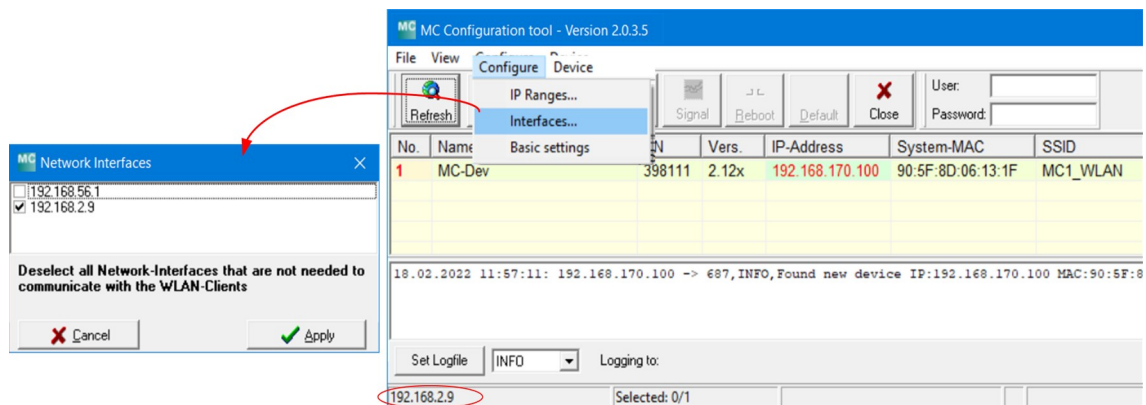 MC MC Configuration tool - Version 2.0.3.5
File View
Configure Device
IP Ranges...
Interfaces...
Basic settings
Refresh Signal Reboot Default Close
User:
Password:
No. Name N Vers. IP-Address System-MAC SSID
1 MC-Dev 398111 2.12x 192.168.170.100 90:5F:8D:06:13:1F MC1_WLAN
18.02.2022 11:57:11: 192.168.170.100 -> 687,INFO,Found new device IP:192.168.170.100 MAC:90:5F:8
Set Logfile INFO Logging to:
192.168.2.9 Selected: 0/1
MC Network Interfaces
192.168.56.1
192.168.2.9
Deselect all Network-Interfaces that are not needed to
communicate with the WLAN-Clients
Cancel Apply